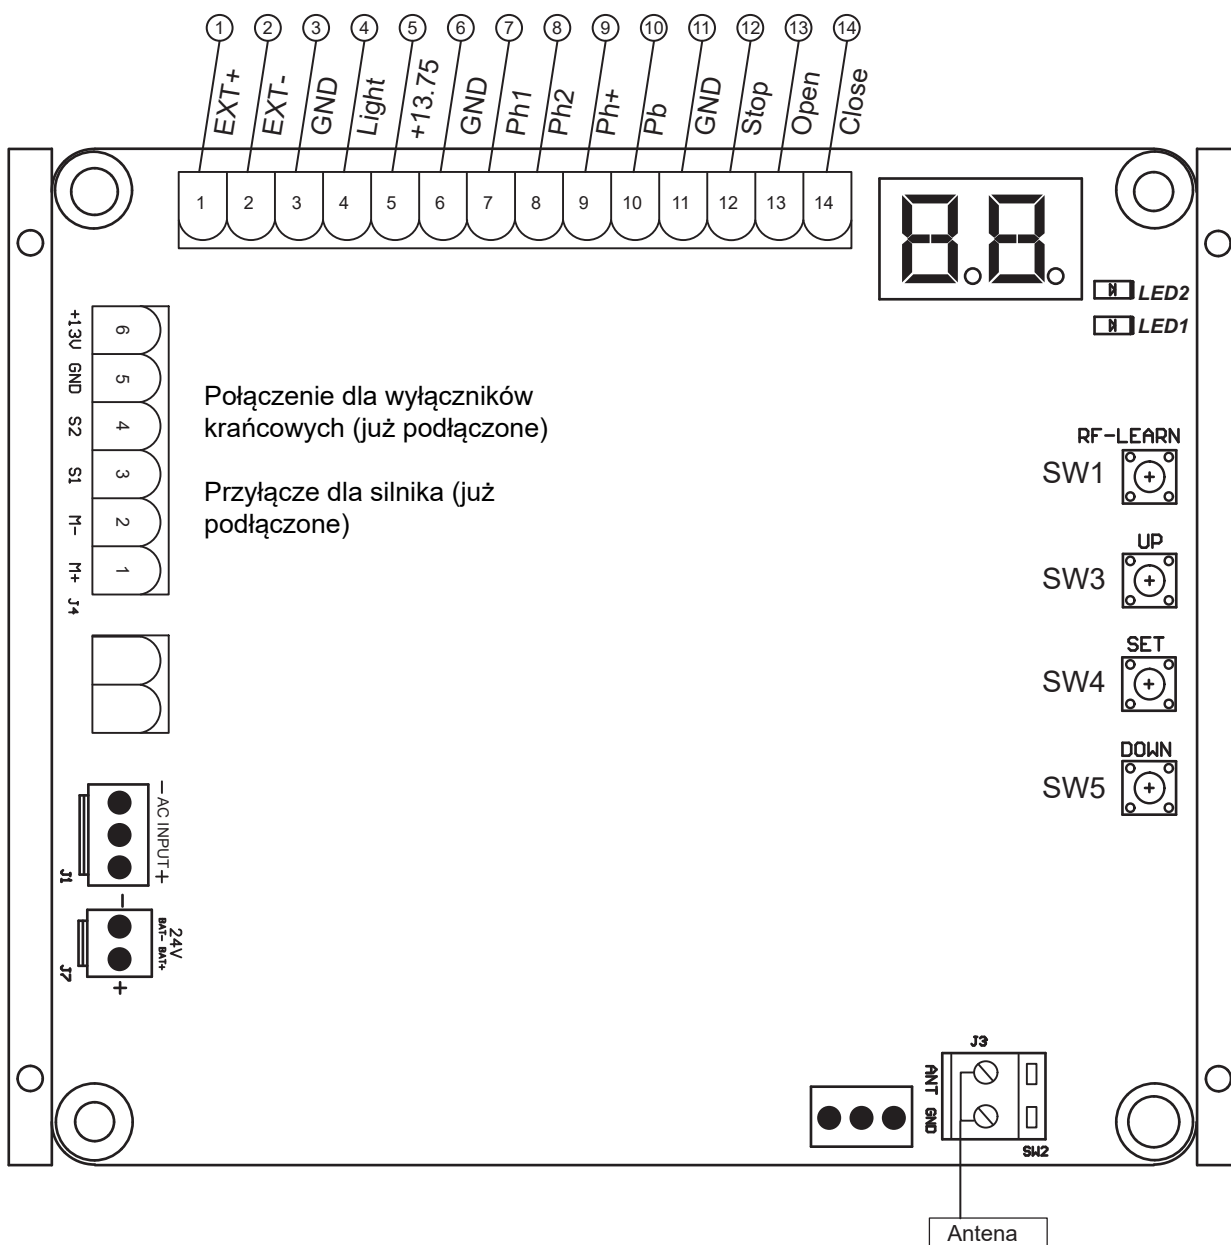 1 2 3 4 5 6 7 8 9 10 11 12 13 14
EXT+ EXT- GND Light +13.75 GND Ph1 Ph2 Ph+ Pb GND Stop Open Close
1 2 3 4 5 6 7 8 9 10 11 12 13 14
8.8.
LED2
LED1
+13V 6
GND 5
S2 4
S1 3
M- 2
M+ 1
J4
Połączenie dla wyłączników
krańcowych (już podłączone)
Przyłącze dla silnika (już
podłączone)
RF-LEARN
SW1
UP
SW3
SET
SW4
DOWN
SW5
- AC INPUT +
J1
-
24V
BAT- BAT+
J7
+
J3
ANT
GND
SW2
Antena